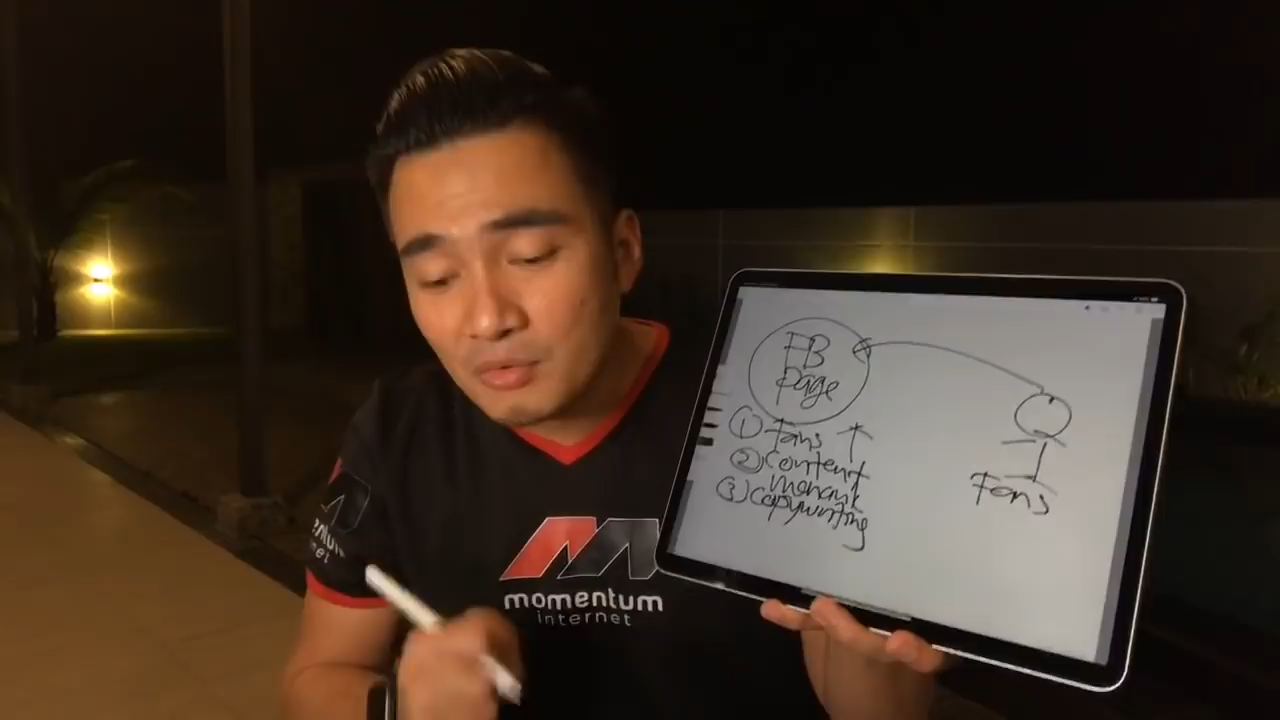 FB
Page
① Fans ↑
② Content
menarik
③ Copywriting
Fans
momentum
internet